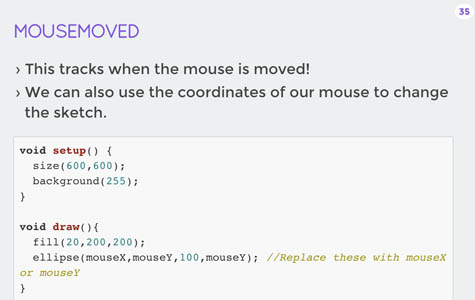 35
MOUSEMOVED
› This tracks when the mouse is moved!
› We can also use the coordinates of our mouse to change
the sketch.
void setup() {
  size(600,600);
  background(255);
}
void draw(){
  fill(20,200,200);
  ellipse(mouseX,mouseY,100,mouseY); //Replace these with mouseX
or mouseY
}